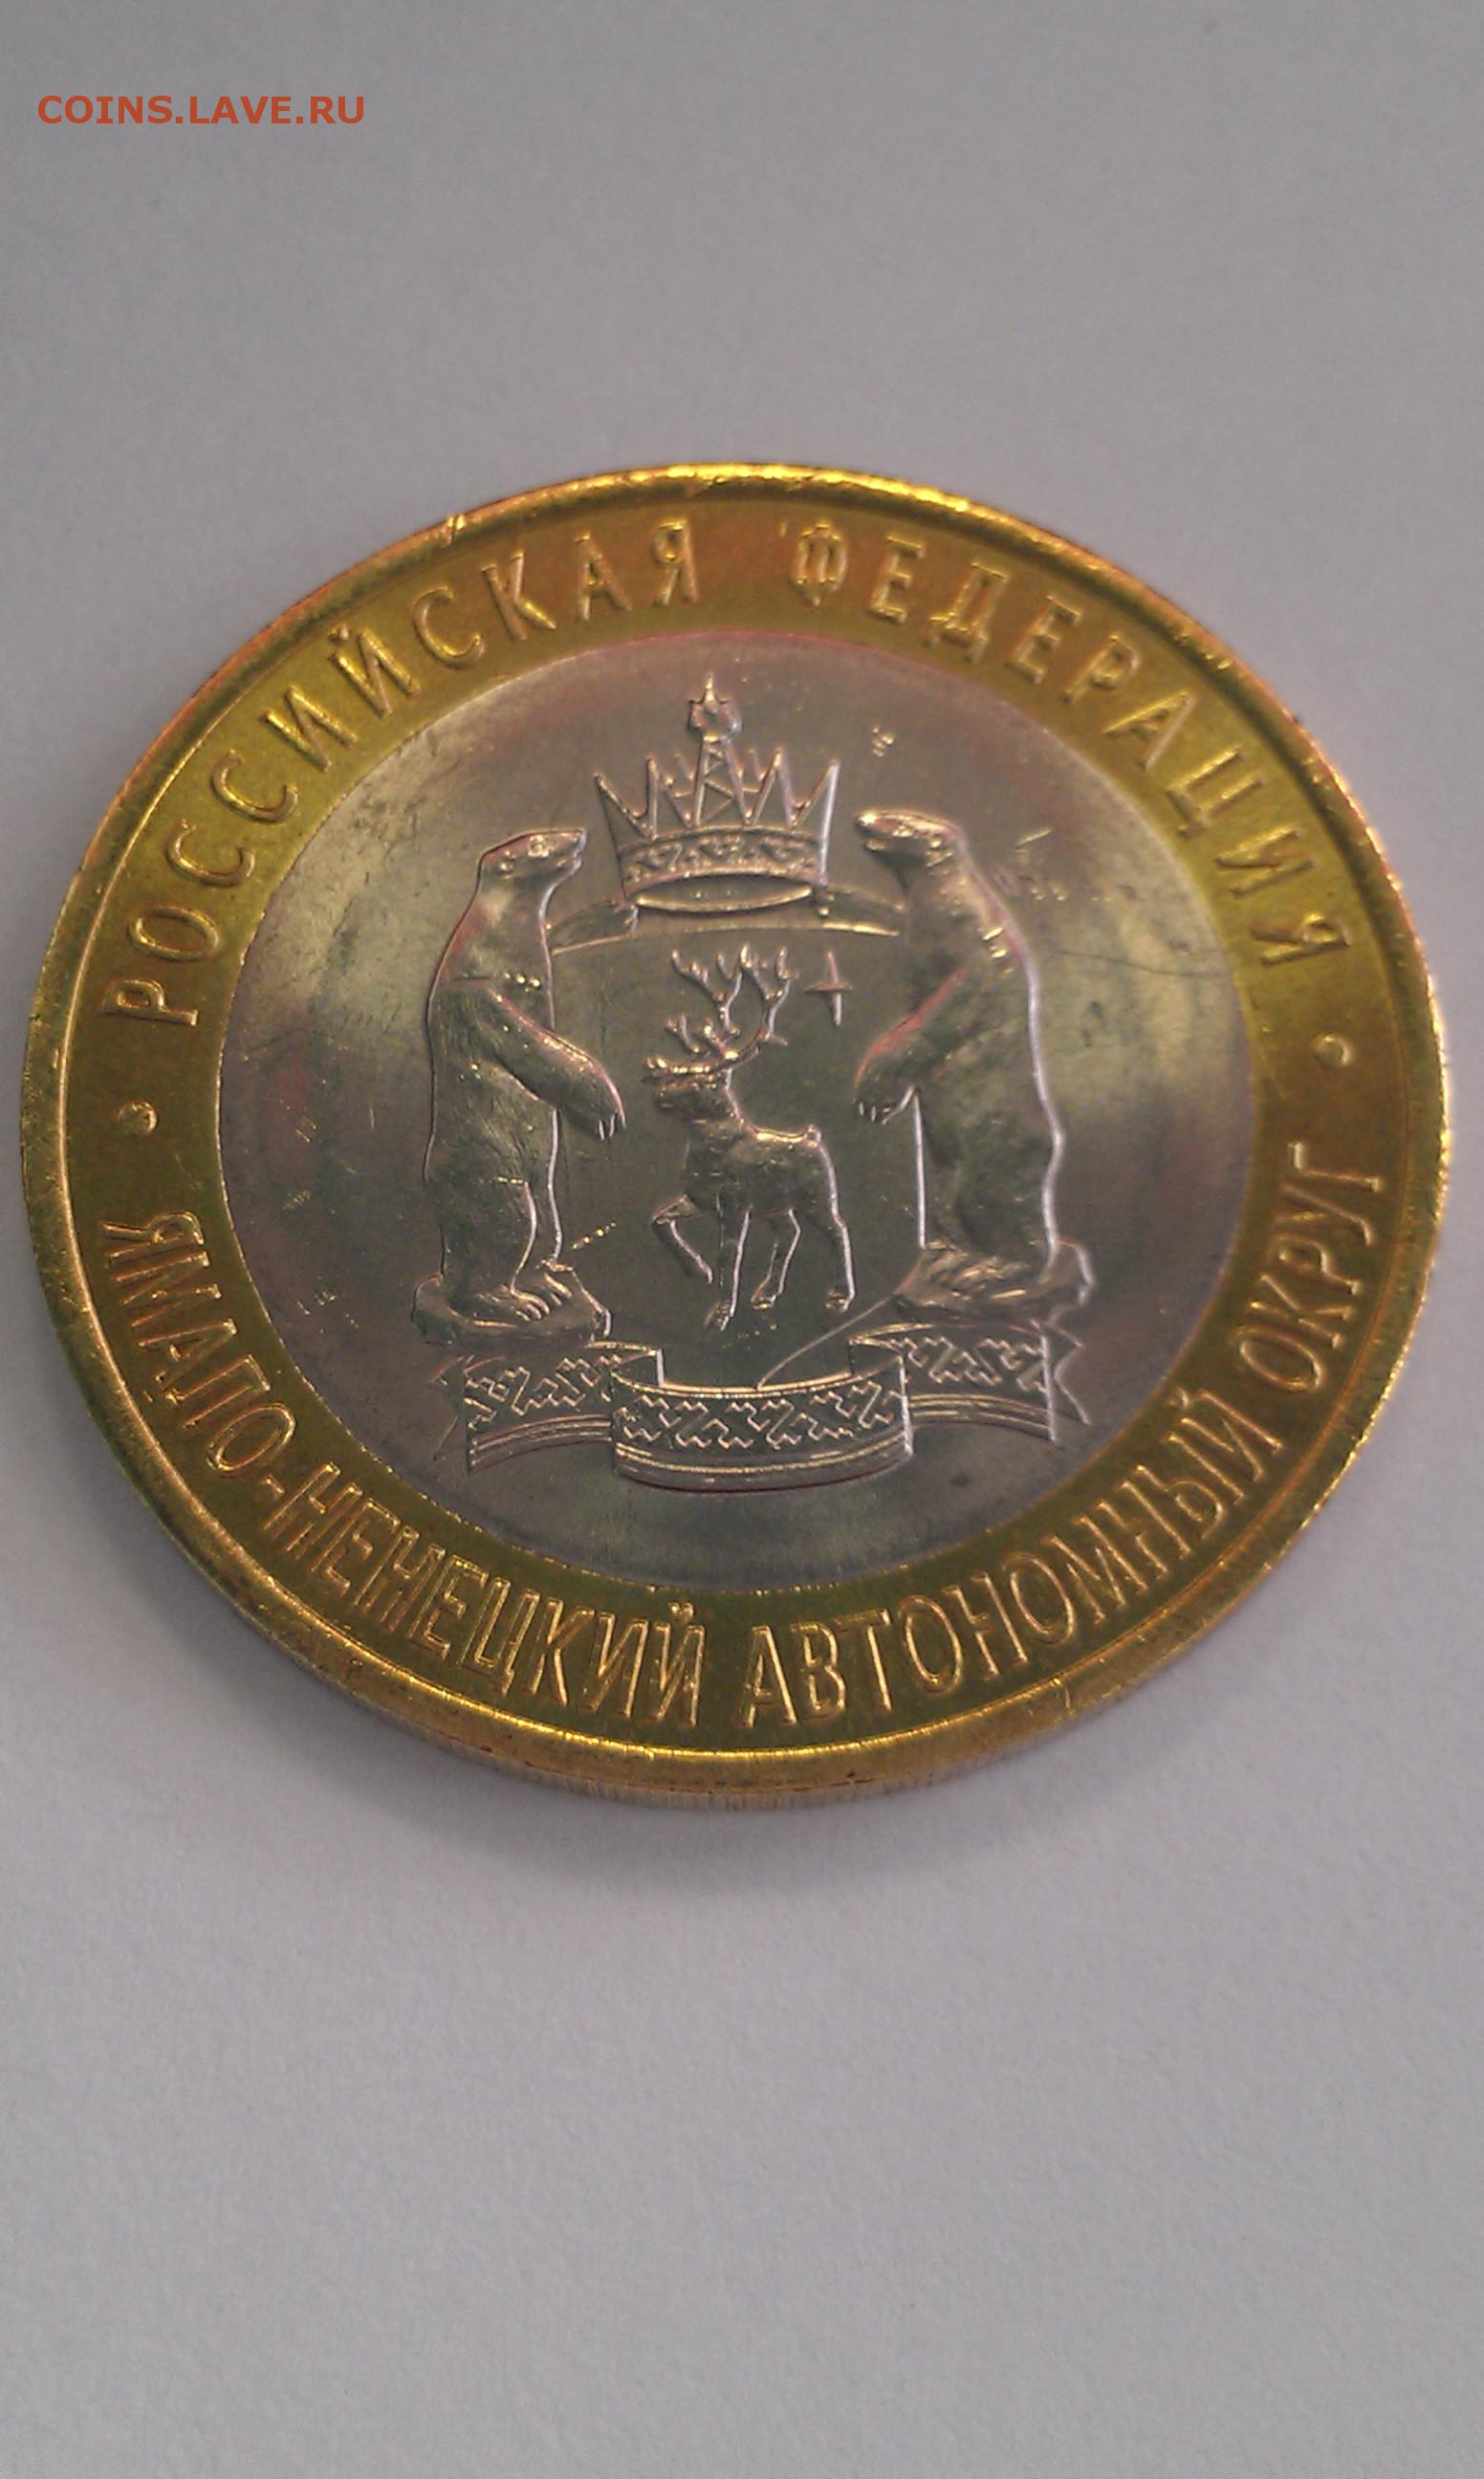 COINS.LAVE.RU
РОССИЙСКАЯ ФЕДЕРАЦИЯ
ЯМАЛО-НЕНЕЦКИЙ АВТОНОМНЫЙ ОКРУГ